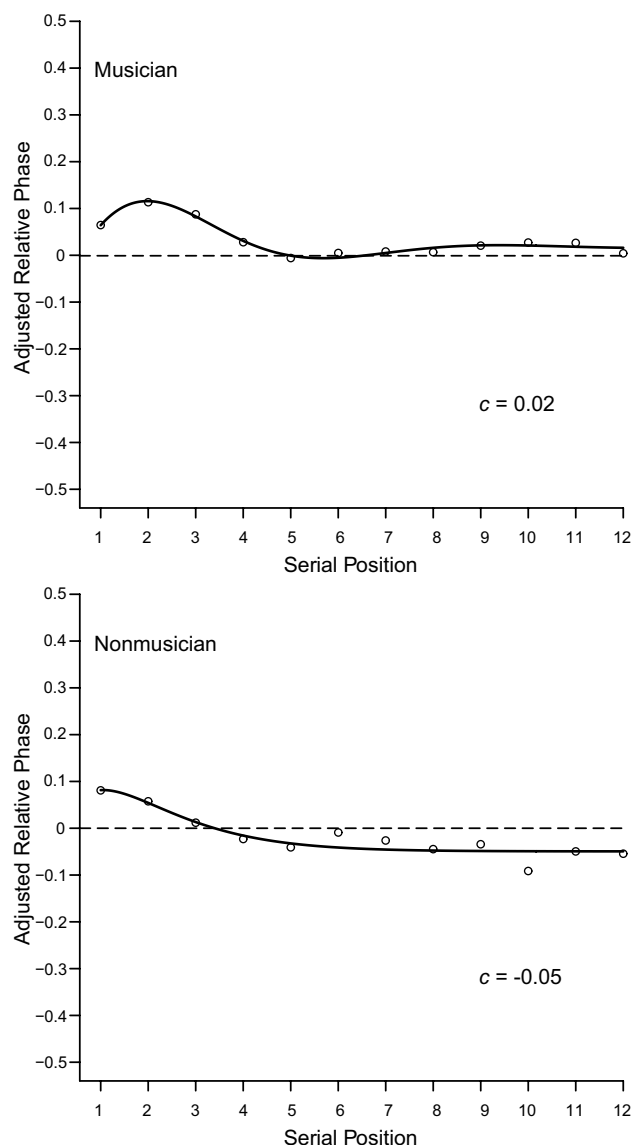 0.5
0.4
Musician
0.3
0.2
0.1
0
−0.1
−0.2
−0.3
c = 0.02
−0.4
−0.5
Adjusted Relative Phase
1 2 3 4 5 6 7 8 9 10 11 12
Serial Position
0.5
0.4
Nonmusician
0.3
0.2
0.1
0
−0.1
−0.2
−0.3
c = -0.05
−0.4
−0.5
Adjusted Relative Phase
1 2 3 4 5 6 7 8 9 10 11 12
Serial Position